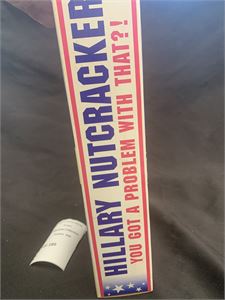 HILLARY NUTCRACKER
YOU GOT A PROBLEM WITH THAT?!